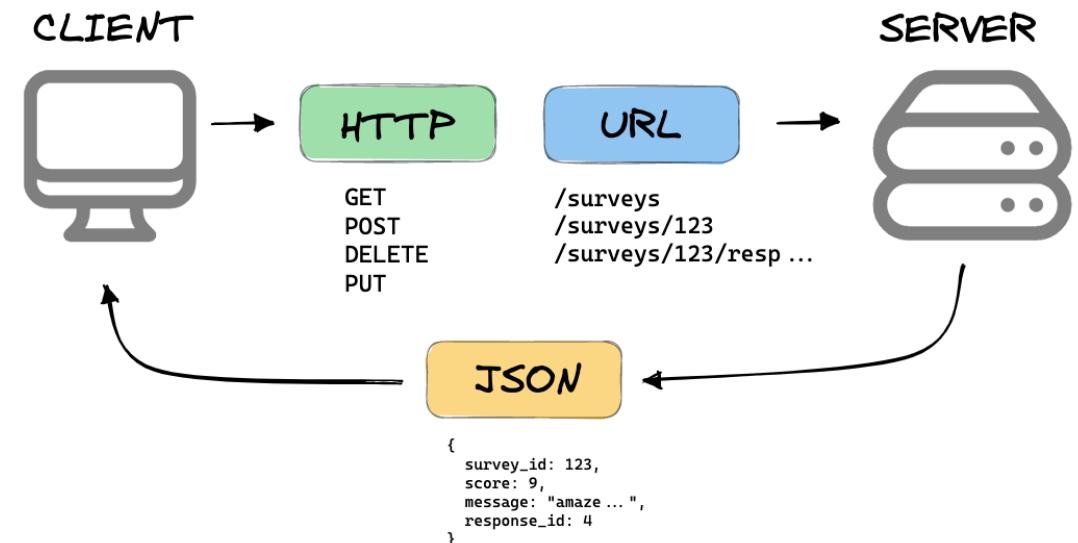 CLIENT
SERVER
HTTP
URL
GET
POST
DELETE
PUT
/surveys
/surveys/123
/surveys/123/resp...
JSON
{
survey_id: 123,
score: 9,
message: "amaze...",
response_id: 4
}